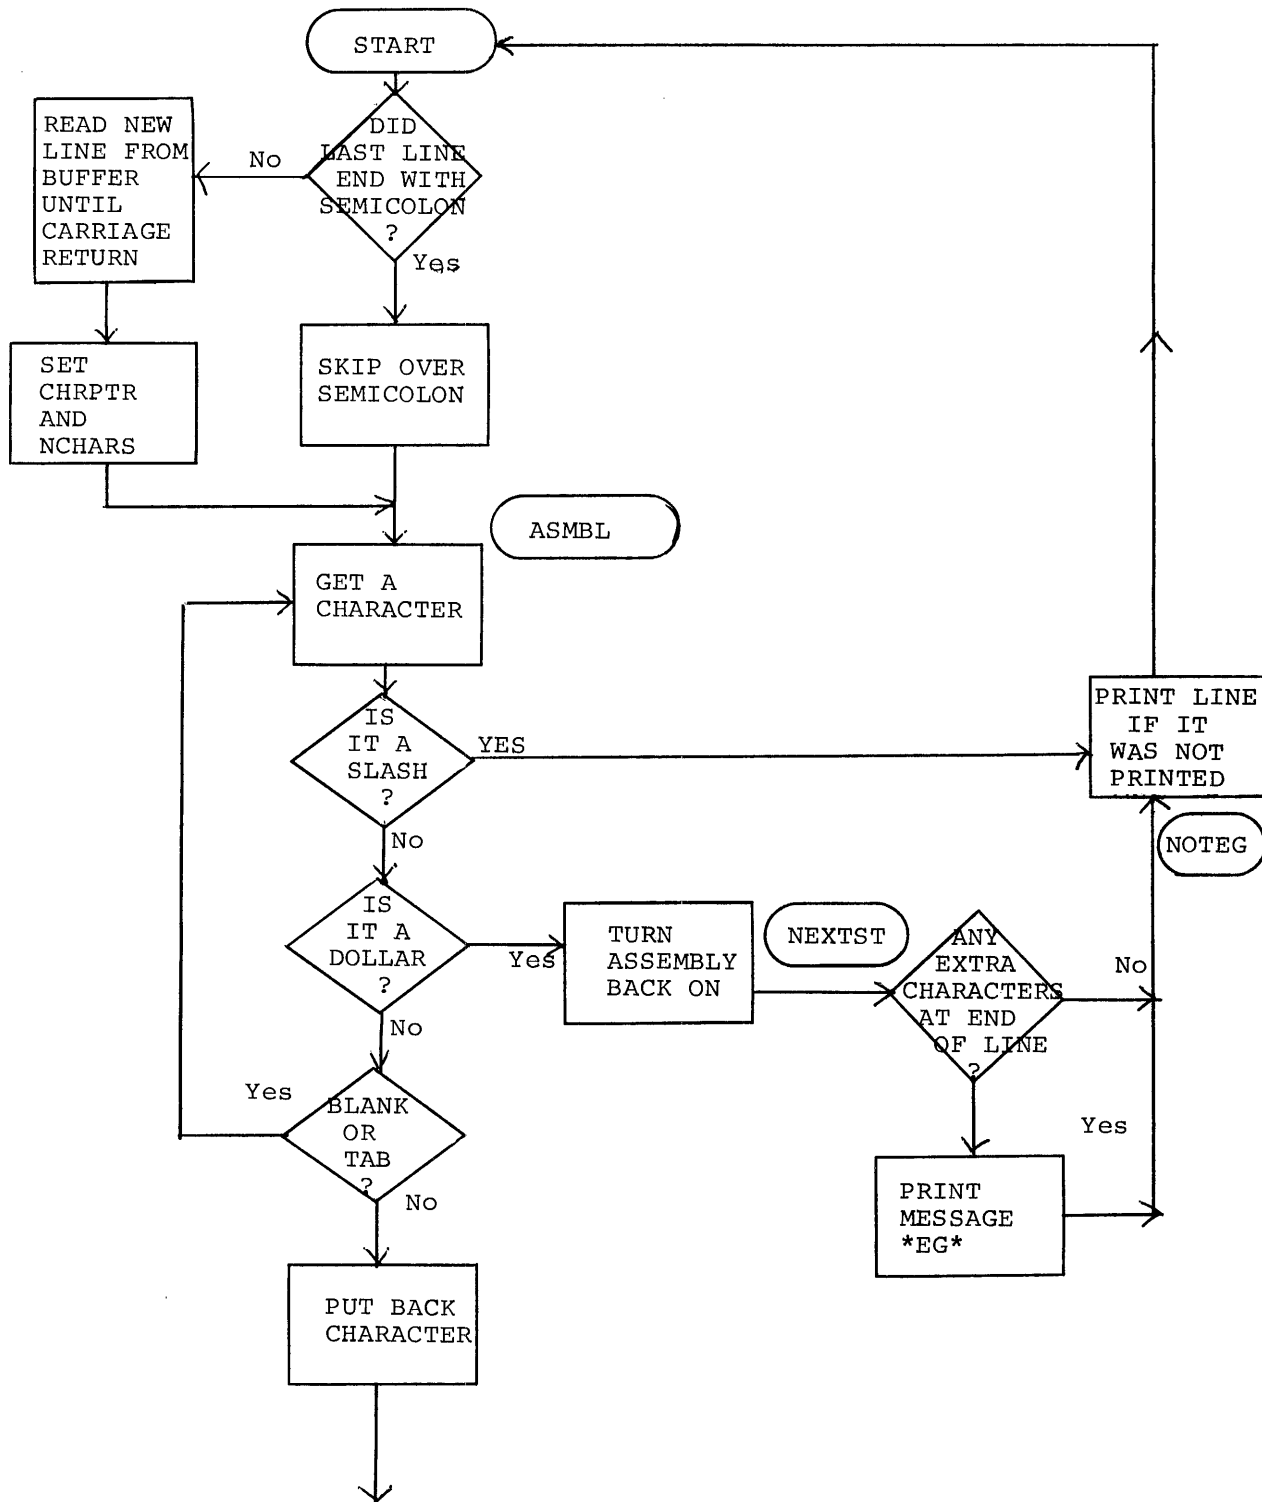 START
DID
LAST LINE
END WITH
SEMICOLON
?
No
READ NEW
LINE FROM
BUFFER
UNTIL
CARRIAGE
RETURN
Yes
SET
CHRPTR
AND
NCHARS
SKIP OVER
SEMICOLON
ASMBL
GET A
CHARACTER
IS
IT A
SLASH
?
YES
PRINT LINE
IF IT
WAS NOT
PRINTED
No
NOTEG
IS
IT A
DOLLAR
?
Yes
TURN
ASSEMBLY
BACK ON
NEXTST
ANY
EXTRA
CHARACTERS
AT END
OF LINE
?
No
No
Yes
BLANK
OR
TAB
?
Yes
No
PRINT
MESSAGE
*EG*
PUT BACK
CHARACTER